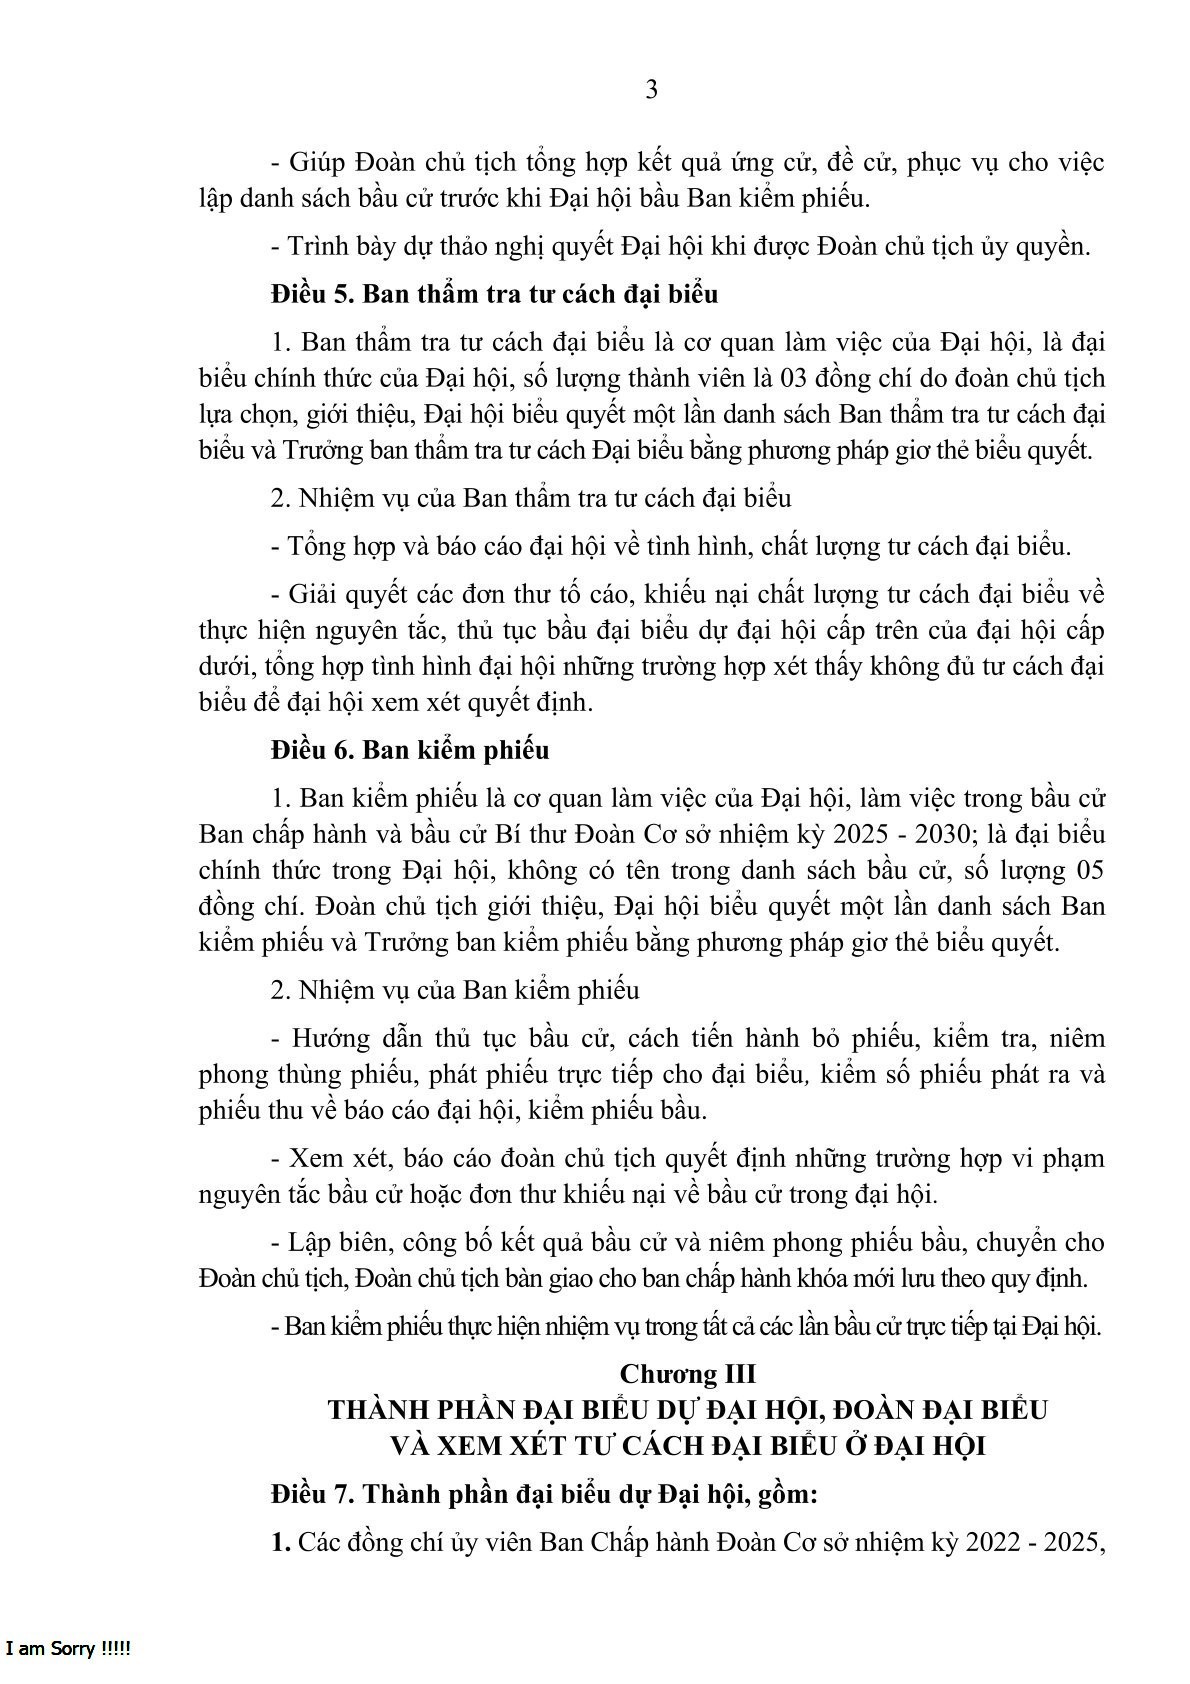 3
- Giúp Đoàn chủ tịch tổng hợp kết quả ứng cử, đề cử, phục vụ cho việc
lập danh sách bầu cử trước khi Đại hội bầu Ban kiểm phiếu.
- Trình bày dự thảo nghị quyết Đại hội khi được Đoàn chủ tịch ủy quyền.
Điều 5. Ban thẩm tra tư cách đại biểu
1. Ban thẩm tra tư cách đại biểu là cơ quan làm việc của Đại hội, là đại
biểu chính thức của Đại hội, số lượng thành viên là 03 đồng chí do đoàn chủ tịch
lựa chọn, giới thiệu, Đại hội biểu quyết một lần danh sách Ban thẩm tra tư cách đại
biểu và Trưởng ban thẩm tra tư cách Đại biểu bằng phương pháp giơ thẻ biểu quyết.
2. Nhiệm vụ của Ban thẩm tra tư cách đại biểu
- Tổng hợp và báo cáo đại hội về tình hình, chất lượng tư cách đại biểu.
- Giải quyết các đơn thư tố cáo, khiếu nại chất lượng tư cách đại biểu về
thực hiện nguyên tắc, thủ tục bầu đại biểu dự đại hội cấp trên của đại hội cấp
dưới, tổng hợp tình hình đại hội những trường hợp xét thấy không đủ tư cách đại
biểu để đại hội xem xét quyết định.
Điều 6. Ban kiểm phiếu
1. Ban kiểm phiếu là cơ quan làm việc của Đại hội, làm việc trong bầu cử
Ban chấp hành và bầu cử Bí thư Đoàn Cơ sở nhiệm kỳ 2025 - 2030; là đại biểu
chính thức trong Đại hội, không có tên trong danh sách bầu cử, số lượng 05
đồng chí. Đoàn chủ tịch giới thiệu, Đại hội biểu quyết một lần danh sách Ban
kiểm phiếu và Trưởng ban kiểm phiếu bằng phương pháp giơ thẻ biểu quyết.
2. Nhiệm vụ của Ban kiểm phiếu
- Hướng dẫn thủ tục bầu cử, cách tiến hành bỏ phiếu, kiểm tra, niêm
phong thùng phiếu, phát phiếu trực tiếp cho đại biểu, kiểm số phiếu phát ra và
phiếu thu về báo cáo đại hội, kiểm phiếu bầu.
- Xem xét, báo cáo đoàn chủ tịch quyết định những trường hợp vi phạm
nguyên tắc bầu cử hoặc đơn thư khiếu nại về bầu cử trong đại hội.
- Lập biên, công bố kết quả bầu cử và niêm phong phiếu bầu, chuyển cho
Đoàn chủ tịch, Đoàn chủ tịch bàn giao cho ban chấp hành khóa mới lưu theo quy định.
- Ban kiểm phiếu thực hiện nhiệm vụ trong tất cả các lần bầu cử trực tiếp tại Đại hội.
Chương III
THÀNH PHẦN ĐẠI BIỂU DỰ ĐẠI HỘI, ĐOÀN ĐẠI BIỂU
VÀ XEM XÉT TƯ CÁCH ĐẠI BIỂU Ở ĐẠI HỘI
Điều 7. Thành phần đại biểu dự Đại hội, gồm:
1. Các đồng chí ủy viên Ban Chấp hành Đoàn Cơ sở nhiệm kỳ 2022 - 2025,
I am Sorry !!!!!